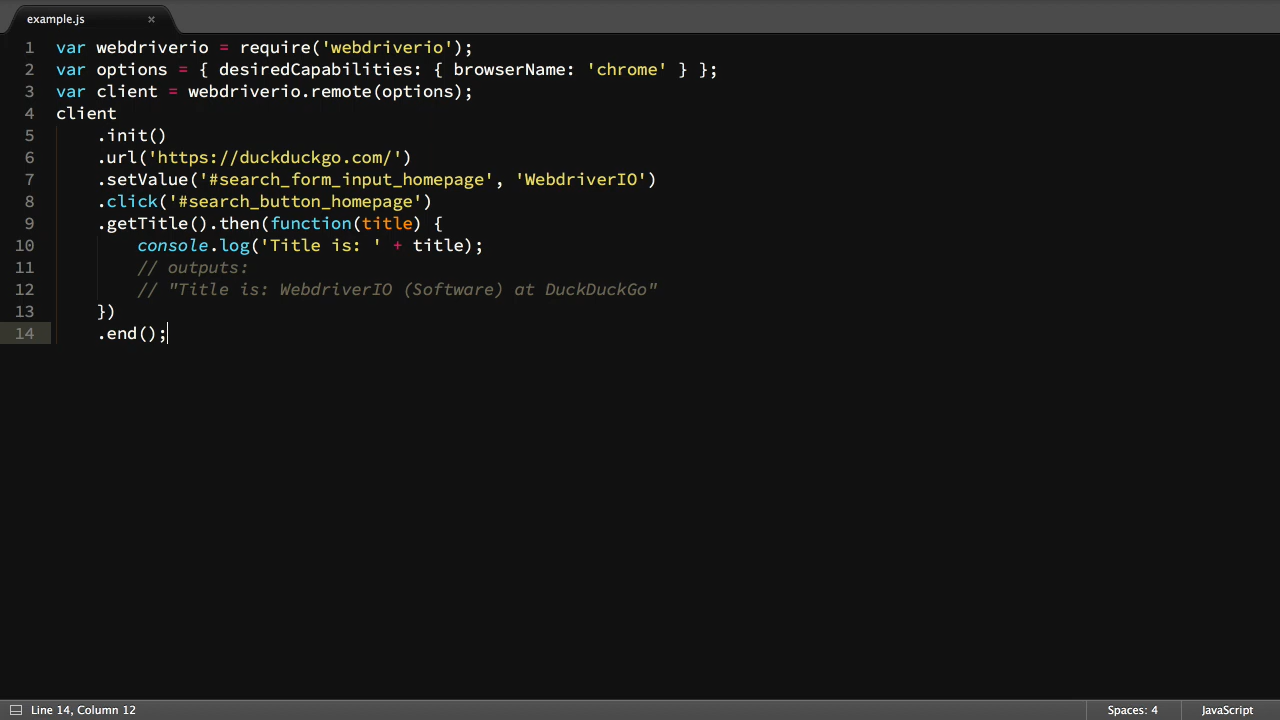 example.js ×
1 var webdriverio = require('webdriverio');
2 var options = { desiredCapabilities: { browserName: 'chrome' } };
3 var client = webdriverio.remote(options);
4 client
5     .init()
6     .url('https://duckduckgo.com/')
7     .setValue('#search_form_input_homepage', 'WebdriverIO')
8     .click('#search_button_homepage')
9     .getTitle().then(function(title) {
10         console.log('Title is: ' + title);
11         // outputs:
12         // "Title is: WebdriverIO (Software) at DuckDuckGo"
13     })
14     .end();
Line 14, Column 12 Spaces: 4 JavaScript